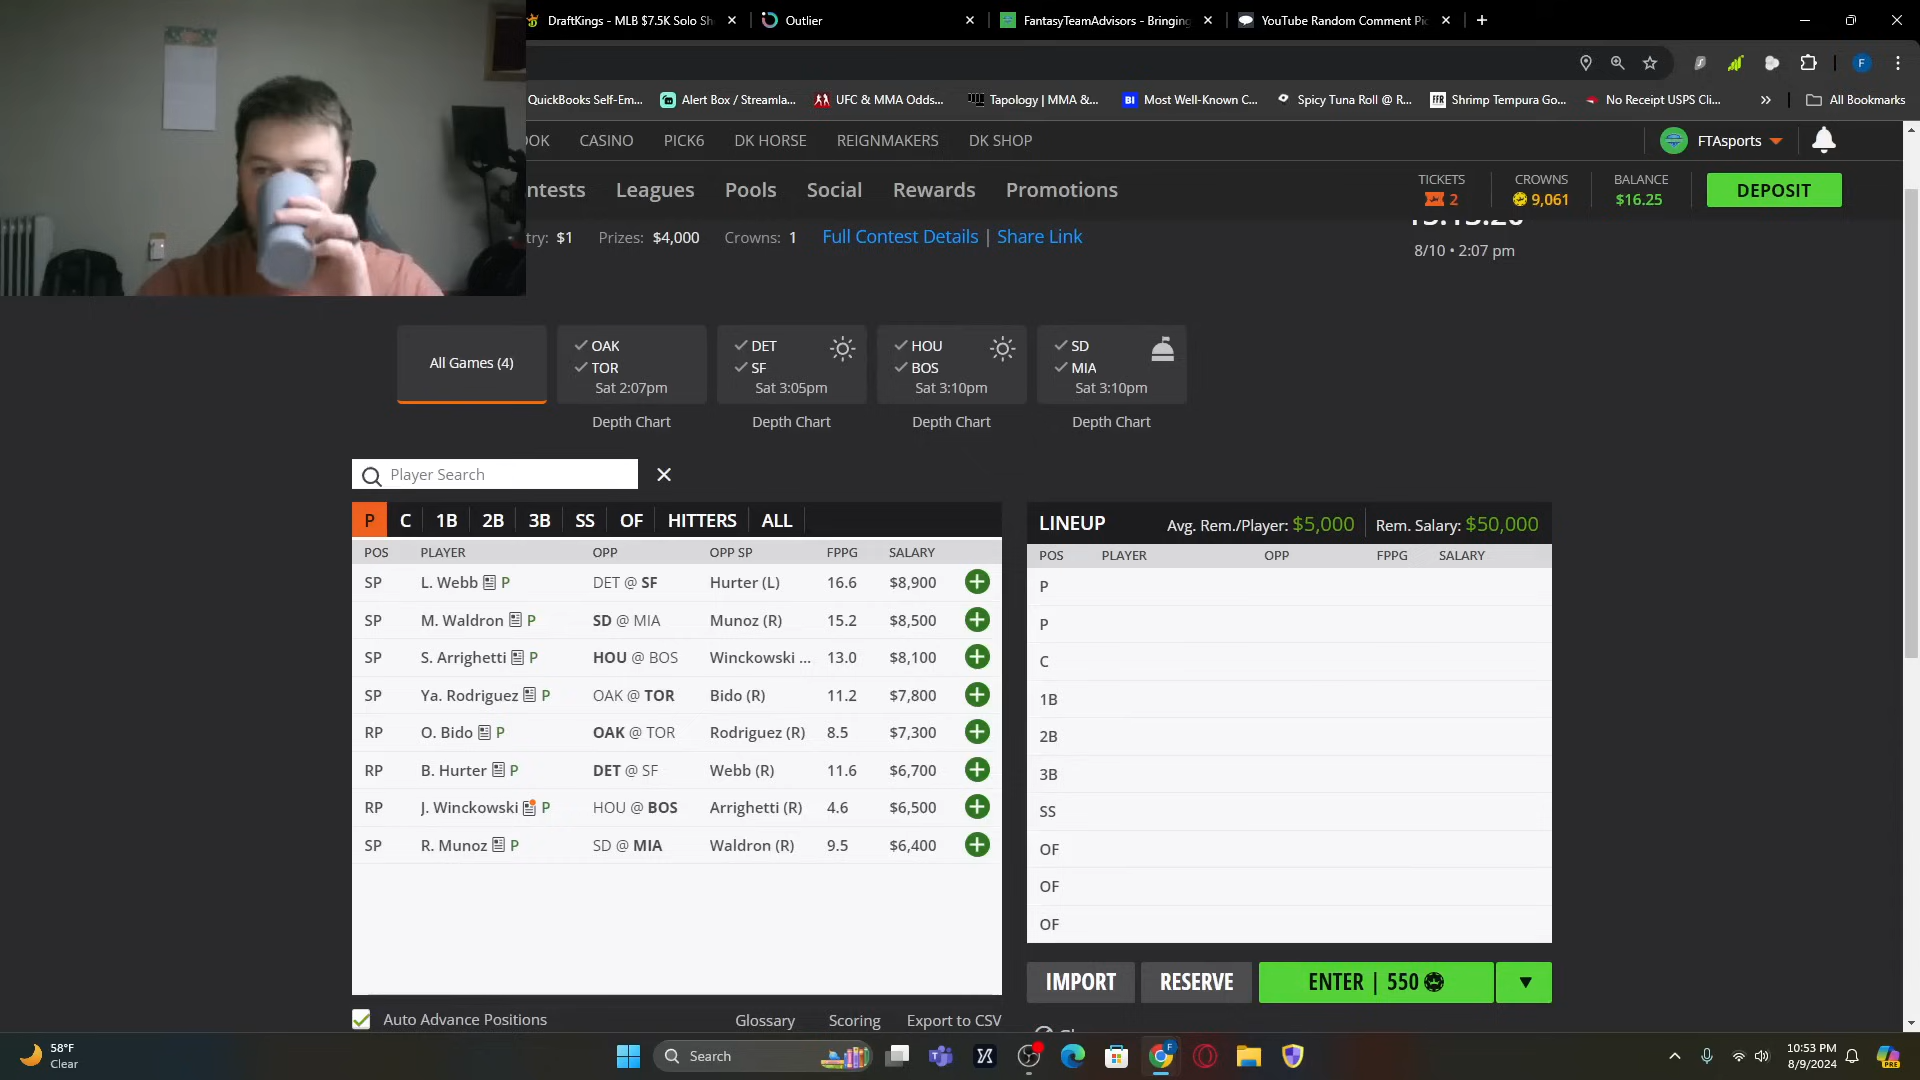 DraftKings - MLB $7.5K Solo Sh
Outlier
FantasyTeamAdvisors - Bringing
YouTube Random Comment Pic
QuickBooks Self-Em...
Alert Box / Streamla...
UFC & MMA Odds...
Tapology | MMA &...
Most Well-Known C...
Spicy Tuna Roll @ R...
Shrimp Tempura Go...
No Receipt USPS Cli...
All Bookmarks
OOK CASINO PICK6 DK HORSE REIGNMAKERS DK SHOP
FTAsports
ntests Leagues Pools Social Rewards Promotions
TICKETS CROWNS BALANCE
2 9,061 $16.25
DEPOSIT
try: $1 Prizes: $4,000 Crowns: 1 Full Contest Details | Share Link
8/10 • 2:07 pm
All Games (4)
OAK
TOR
Sat 2:07pm
Depth Chart
DET
SF
Sat 3:05pm
Depth Chart
HOU
BOS
Sat 3:10pm
Depth Chart
SD
MIA
Sat 3:10pm
Depth Chart
Player Search
P C 1B 2B 3B SS OF HITTERS ALL
POS PLAYER OPP OPP SP FPPG SALARY
SP L. Webb P DET @ SF Hurter (L) 16.6 $8,900
SP M. Waldron P SD @ MIA Munoz (R) 15.2 $8,500
SP S. Arrighetti P HOU @ BOS Winckowski ... 13.0 $8,100
SP Ya. Rodriguez P OAK @ TOR Bido (R) 11.2 $7,800
RP O. Bido P OAK @ TOR Rodriguez (R) 8.5 $7,300
RP B. Hurter P DET @ SF Webb (R) 11.6 $6,700
RP J. Winckowski P HOU @ BOS Arrighetti (R) 4.6 $6,500
SP R. Munoz P SD @ MIA Waldron (R) 9.5 $6,400
LINEUP Avg. Rem./Player: $5,000 Rem. Salary: $50,000
POS PLAYER OPP FPPG SALARY
P
P
C
1B
2B
3B
SS
OF
OF
OF
IMPORT RESERVE ENTER | 550
Auto Advance Positions Glossary Scoring Export to CSV
58°F
Clear
Search
10:53 PM
8/9/2024